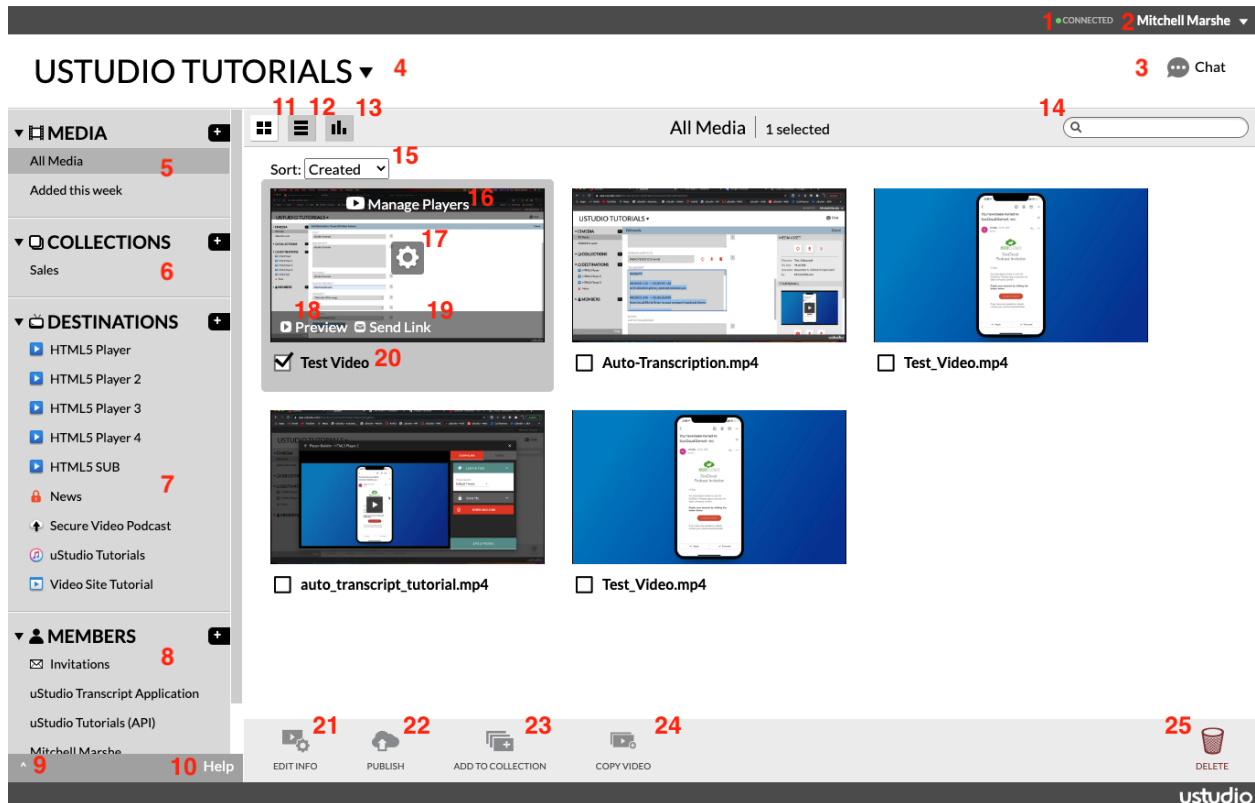 1 CONNECTED 2 Mitchell Marshe
USTUDIO TUTORIALS 4
3 Chat
11 12 13
14
MEDIA +
All Media | 1 selected
All Media 5
Added this week
Sort: Created 15
COLLECTIONS +
Sales 6
DESTINATIONS +
HTML5 Player
HTML5 Player 2
HTML5 Player 3
HTML5 Player 4
HTML5 SUB
News 7
Secure Video Podcast
uStudio Tutorials
Video Site Tutorial
MEMBERS +
Invitations 8
uStudio Transcript Application
uStudio Tutorials (API)
Mitchell Marshe
^ 9 10 Help
Manage Players 16
17
18 19
Preview Send Link
Test Video 20
USTUDIO TUTORIALS
Auto-Transcription.mp4
Test_Video.mp4
auto_transcript_tutorial.mp4
Test_Video.mp4
21 22 23 24 25
EDIT INFO PUBLISH ADD TO COLLECTION COPY VIDEO DELETE
ustudio